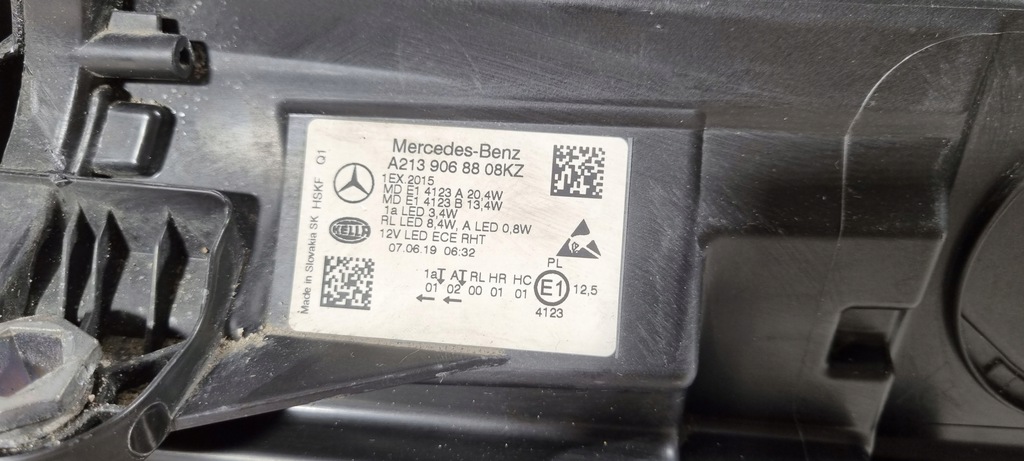 Mercedes-Benz
A213 906 88 08KZ
1EX 2015
MD E1 4123 A 20,4W
MD E1 4123 B 13,4W
1a LED 3,4W
RL LED 8,4W, A LED 0,8W
12V LED ECE RHT
07.06.19 06:32
HELLA
Made in Slovakia SK HSKF Q1
PL
1a AT RL HR HC
01 02 00 01 01
E1
12,5
4123